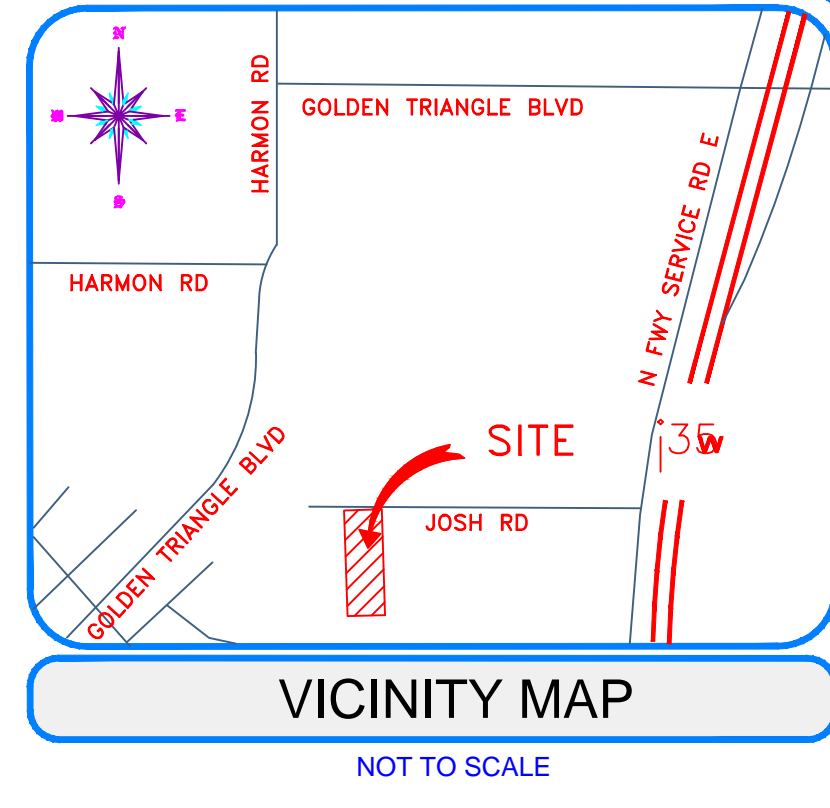 N
E
S
HARMON RD
GOLDEN TRIANGLE BLVD
N FWY SERVICE RD E
HARMON RD
SITE
35
W
GOLDEN TRIANGLE BLVD
JOSH RD
VICINITY MAP
NOT TO SCALE